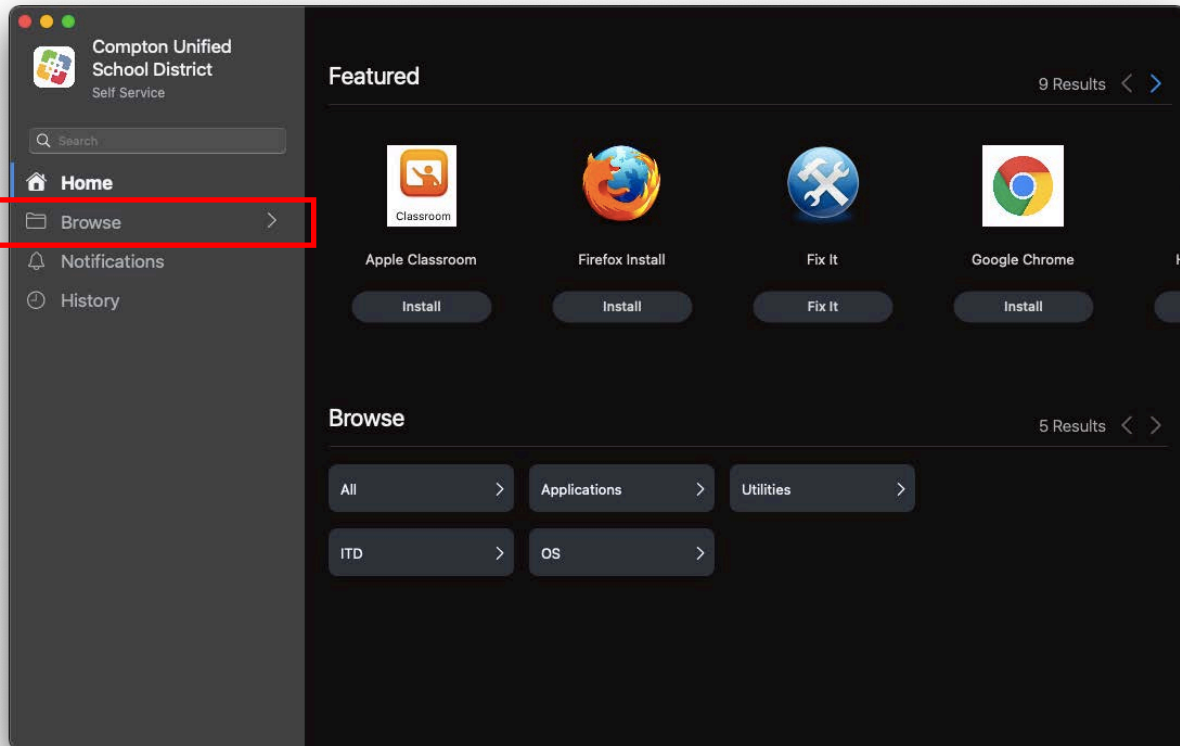 Compton Unified
School District
Self Service
Search
Home
Browse
Notifications
History
Featured
9 Results
Classroom
Apple Classroom
Firefox Install
Fix It
Google Chrome
Install
Install
Fix It
Install
Browse
5 Results
All
Applications
Utilities
ITD
OS